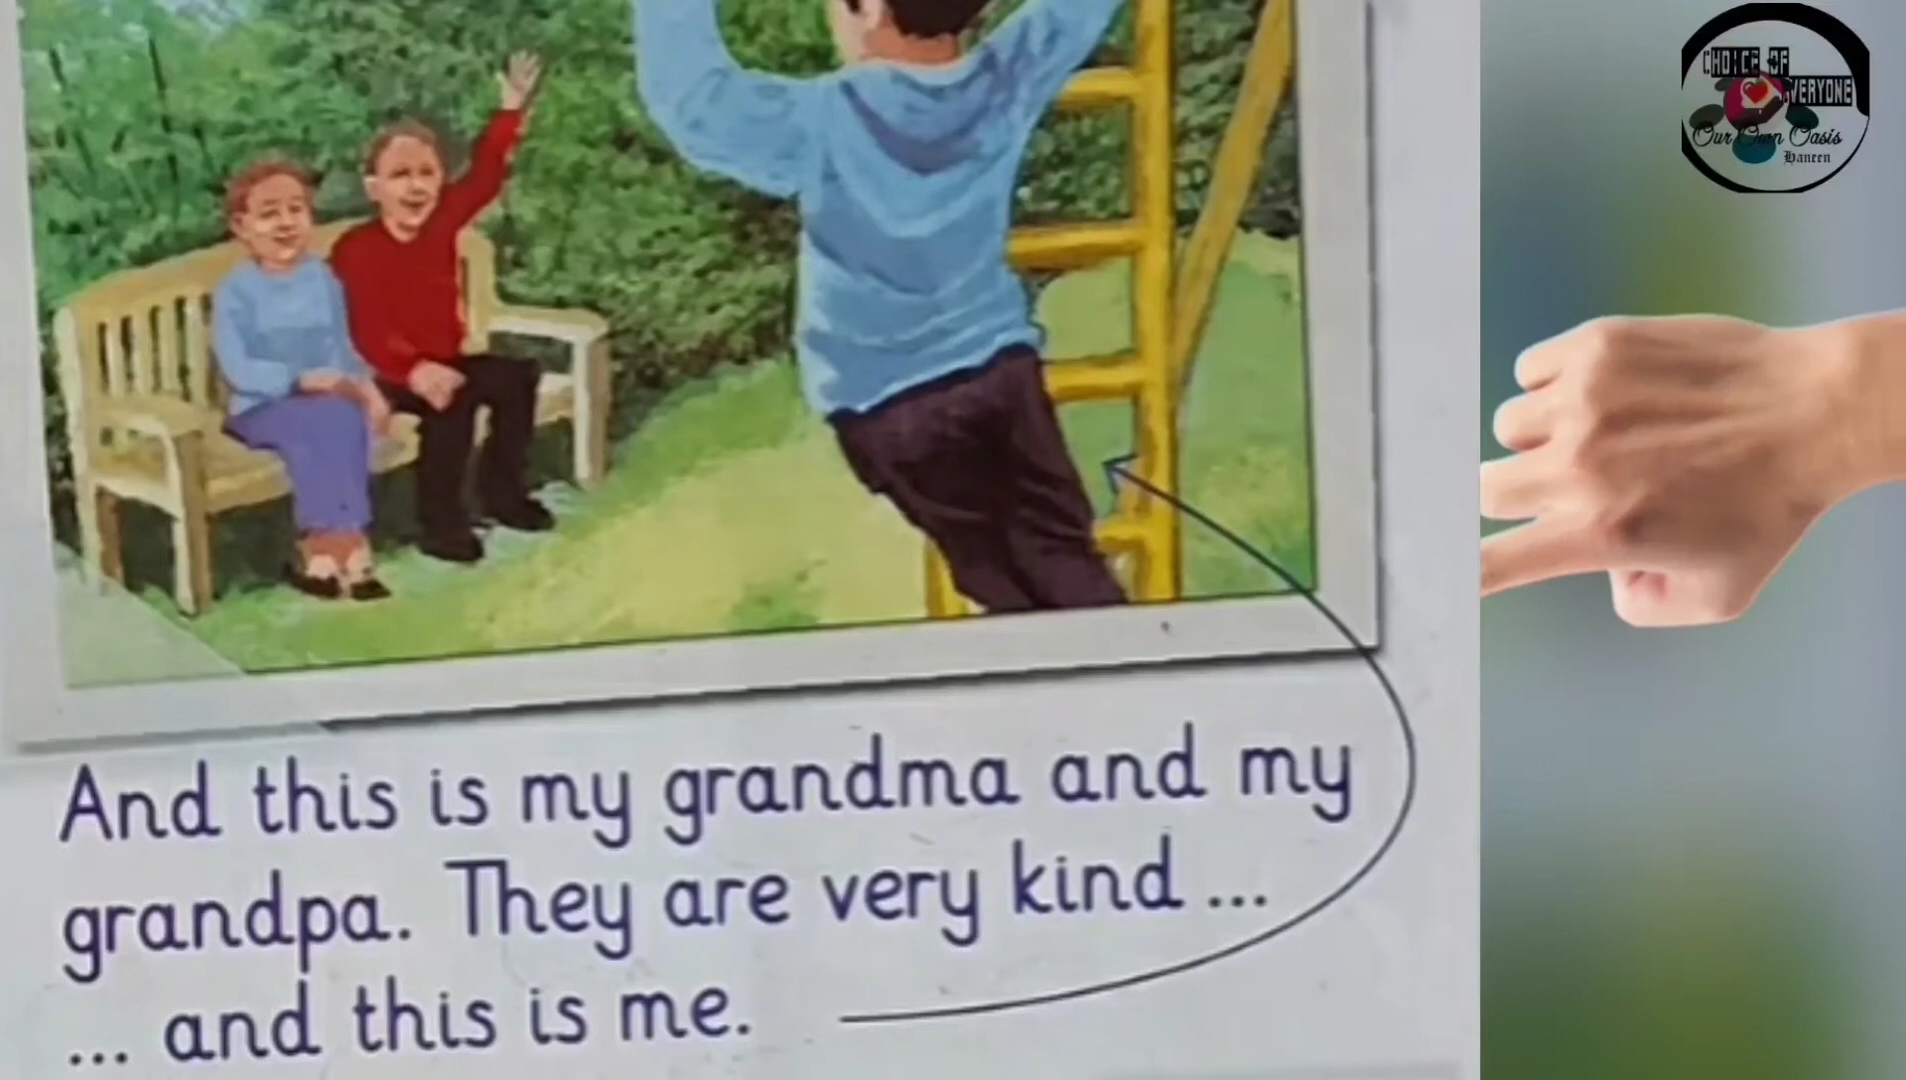 CHOICE OF
EVERYONE
Our Own Oasis
Haneen
And this is my grandma and my
grandpa. They are very kind ...
... and this is me.